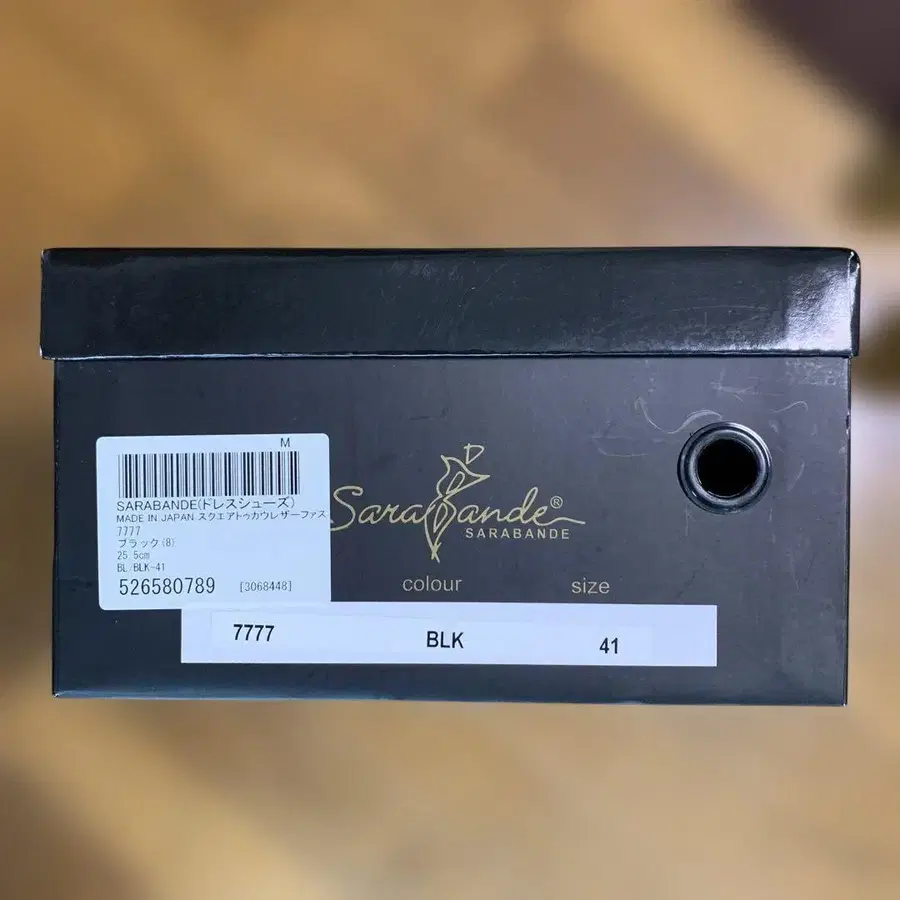 M
SARABANDE(ドレスシューズ)
MADE IN JAPAN スクエアトゥカウレザーファス
7777
ブラック(8)
25.5cm
BL/BLK-41
526580789 [3068448]
SaraBande®
SARABANDE
colour size
7777 BLK 41